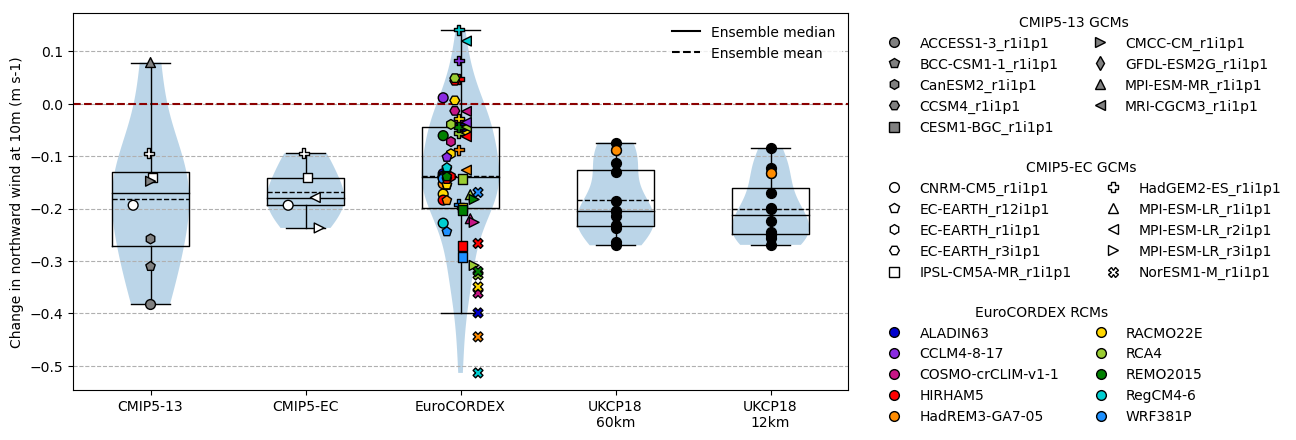 Change in northward wind at 10m (m s-1)
0.1
0.0
−0.1
−0.2
−0.3
−0.4
−0.5
CMIP5-13
CMIP5-EC
EuroCORDEX
UKCP18
60km
UKCP18
12km
Ensemble median
Ensemble mean
CMIP5-13 GCMs
ACCESS1-3_r1i1p1
BCC-CSM1-1_r1i1p1
CanESM2_r1i1p1
CCSM4_r1i1p1
CESM1-BGC_r1i1p1
CMCC-CM_r1i1p1
GFDL-ESM2G_r1i1p1
MPI-ESM-MR_r1i1p1
MRI-CGCM3_r1i1p1
CMIP5-EC GCMs
CNRM-CM5_r1i1p1
EC-EARTH_r12i1p1
EC-EARTH_r1i1p1
EC-EARTH_r3i1p1
IPSL-CM5A-MR_r1i1p1
HadGEM2-ES_r1i1p1
MPI-ESM-LR_r1i1p1
MPI-ESM-LR_r2i1p1
MPI-ESM-LR_r3i1p1
NorESM1-M_r1i1p1
EuroCORDEX RCMs
ALADIN63
CCLM4-8-17
COSMO-crCLIM-v1-1
HIRHAM5
HadREM3-GA7-05
RACMO22E
RCA4
REMO2015
RegCM4-6
WRF381P